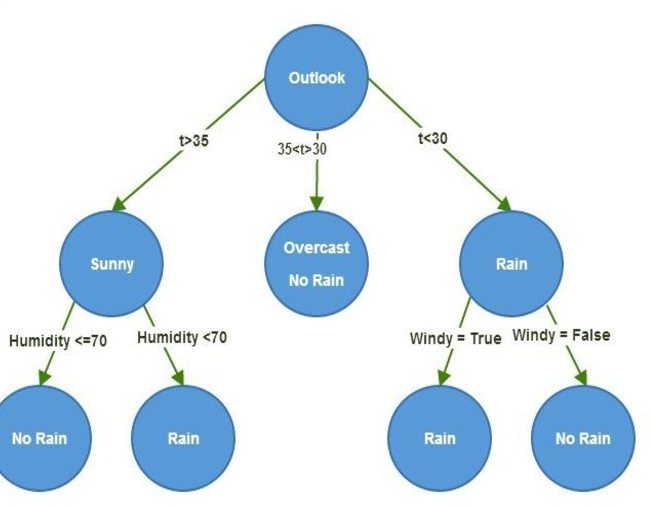 Outlook
t>35
35<t>30
t<30
Sunny
Overcast
No Rain
Rain
Humidity <=70
Humidity <70
Windy = True
Windy = False
No Rain
Rain
Rain
No Rain